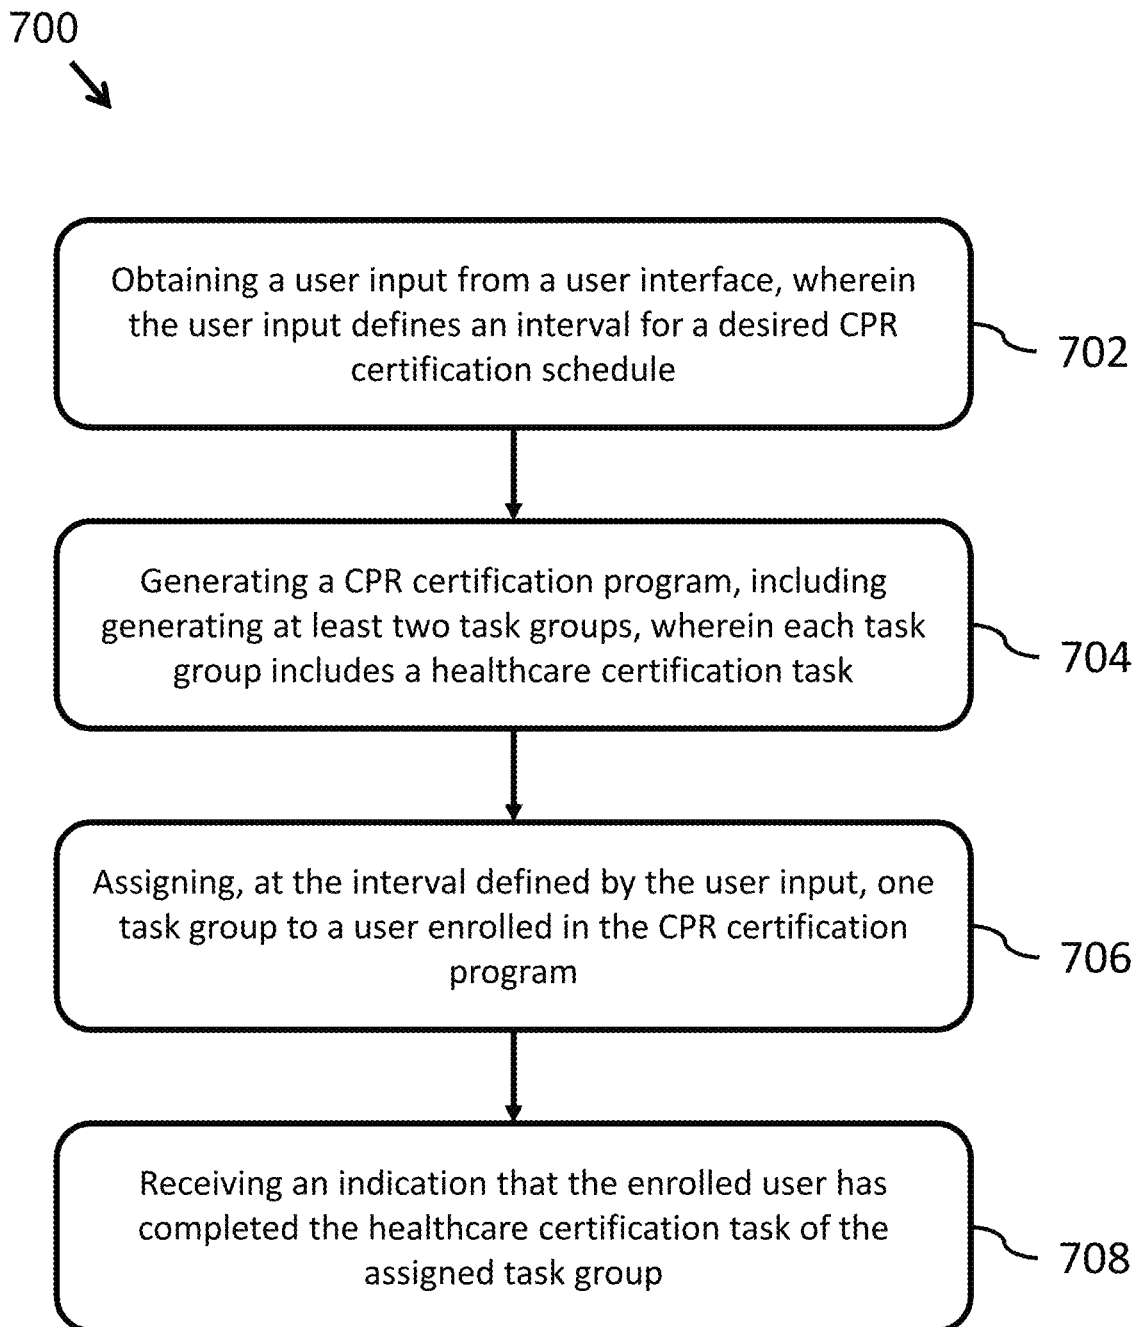 700
Obtaining a user input from a user interface, wherein
the user input defines an interval for a desired CPR
certification schedule
702
Generating a CPR certification program, including
generating at least two task groups, wherein each task
group includes a healthcare certification task
704
Assigning, at the interval defined by the user input, one
task group to a user enrolled in the CPR certification
program
706
Receiving an indication that the enrolled user has
completed the healthcare certification task of the
assigned task group
708